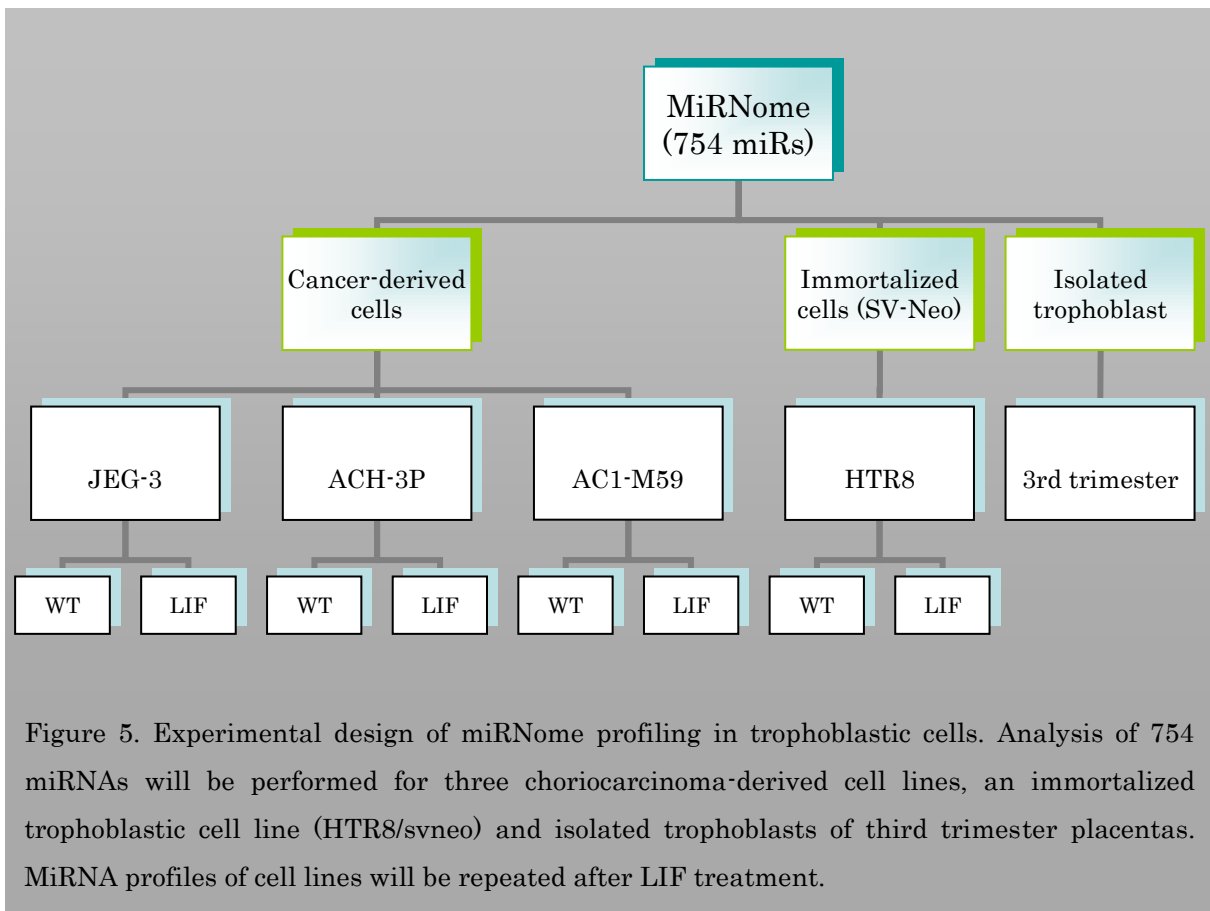 MiRNome
(754 miRs)
Cancer-derived
cells
Immortalized
cells (SV-Neo)
Isolated
trophoblast
JEG-3
ACH-3P
AC1-M59
HTR8
3rd trimester
WT
LIF
WT
LIF
WT
LIF
WT
LIF
Figure 5. Experimental design of miRNome profiling in trophoblastic cells. Analysis of 754
miRNAs will be performed for three choriocarcinoma-derived cell lines, an immortalized
trophoblastic cell line (HTR8/svneo) and isolated trophoblasts of third trimester placentas.
MiRNA profiles of cell lines will be repeated after LIF treatment.